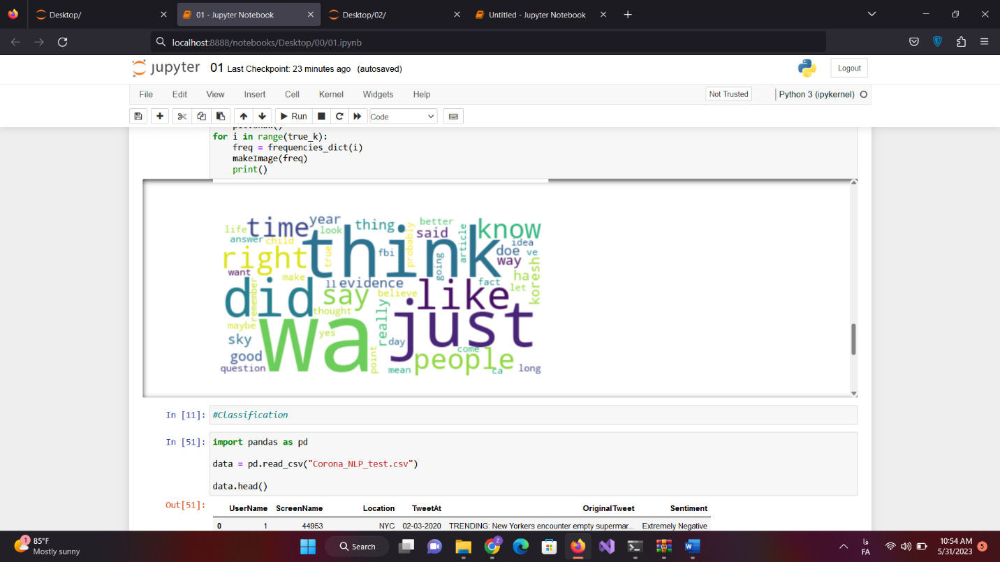 Desktop/
01 - Jupyter Notebook
Desktop/02/
Untitled - Jupyter Notebook
localhost:8888/notebooks/Desktop/00/01.ipynb
jupyter 01 Last Checkpoint: 23 minutes ago (autosaved)
Logout
File Edit View Insert Cell Kernel Widgets Help
Not Trusted
Python 3 (ipykernel)
Run
Code
for i in range(true_k):
freq = frequencies_dict(i)
makeImage(freq)
print()
life
time
year
look
thing
better
said
know
answer
child
think
probably
article
idea
right
true
fbi
going
doe
ve
way
want
make
ll
evidence
fact
has
let
koresh
did
remember
say
believe
like
thought
maybe
wa
yes
really
just
sky
day
good
point
come
people
question
mean
ca
long
In [11]:
#Classification
In [51]:
import pandas as pd
data = pd.read_csv("Corona_NLP_test.csv")
data.head()
Out[51]:
UserName ScreenName Location TweetAt OriginalTweet Sentiment
0 1 44953 NYC 02-03-2020 TRENDING: New Yorkers encounter empty supermar... Extremely Negative
1
85°F
Mostly sunny
Search
2
فا
FA
10:54 AM
5/31/2023
5